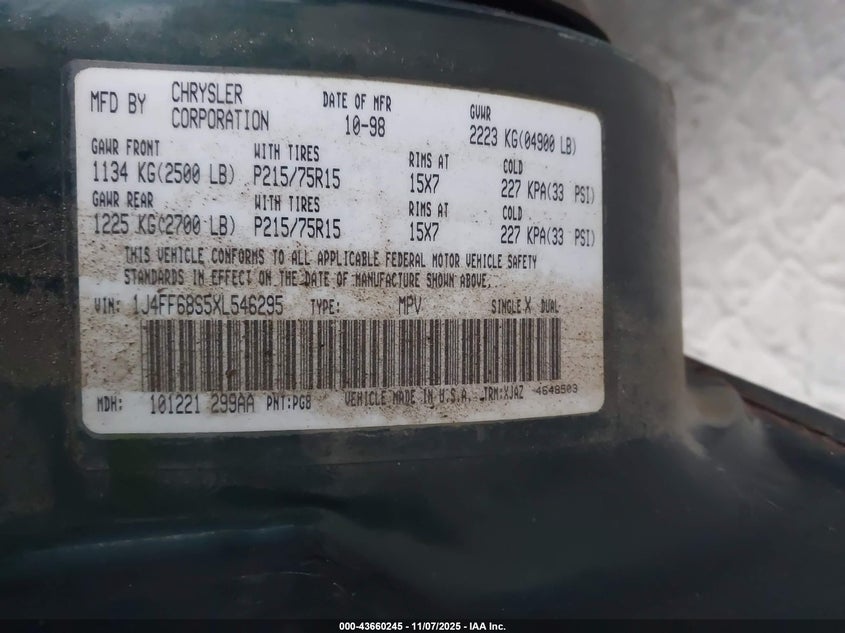 MFD BY CHRYSLER CORPORATION DATE OF MFR 10-98 GVWR 2223 KG(04900 LB)
GAWR FRONT WITH TIRES RIMS AT COLD
1134 KG(2500 LB) P215/75R15 15X7 227 KPA(33 PSI)
GAWR REAR WITH TIRES RIMS AT COLD
1225 KG(2700 LB) P215/75R15 15X7 227 KPA(33 PSI)
THIS VEHICLE CONFORMS TO ALL APPLICABLE FEDERAL MOTOR VEHICLE SAFETY
STANDARDS IN EFFECT ON THE DATE OF MANUFACTURE SHOWN ABOVE.
VIN: 1J4FF68S5XL546295 TYPE: MPV SINGLE X DUAL
MDH: 101221 299AA PNT:PG8 VEHICLE MADE IN U.S.A. TRM:XJAZ 4648503
000-43660245 - 11/07/2025 - IAA Inc.